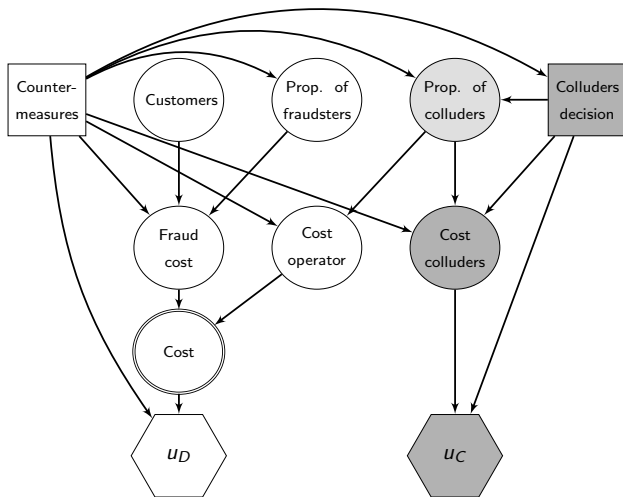 Counter-
measures
Customers
Prop. of
fraudsters
Prop. of
colluders
Colluders
decision
Fraud
cost
Cost
operator
Cost
colluders
Cost
u_D
u_C